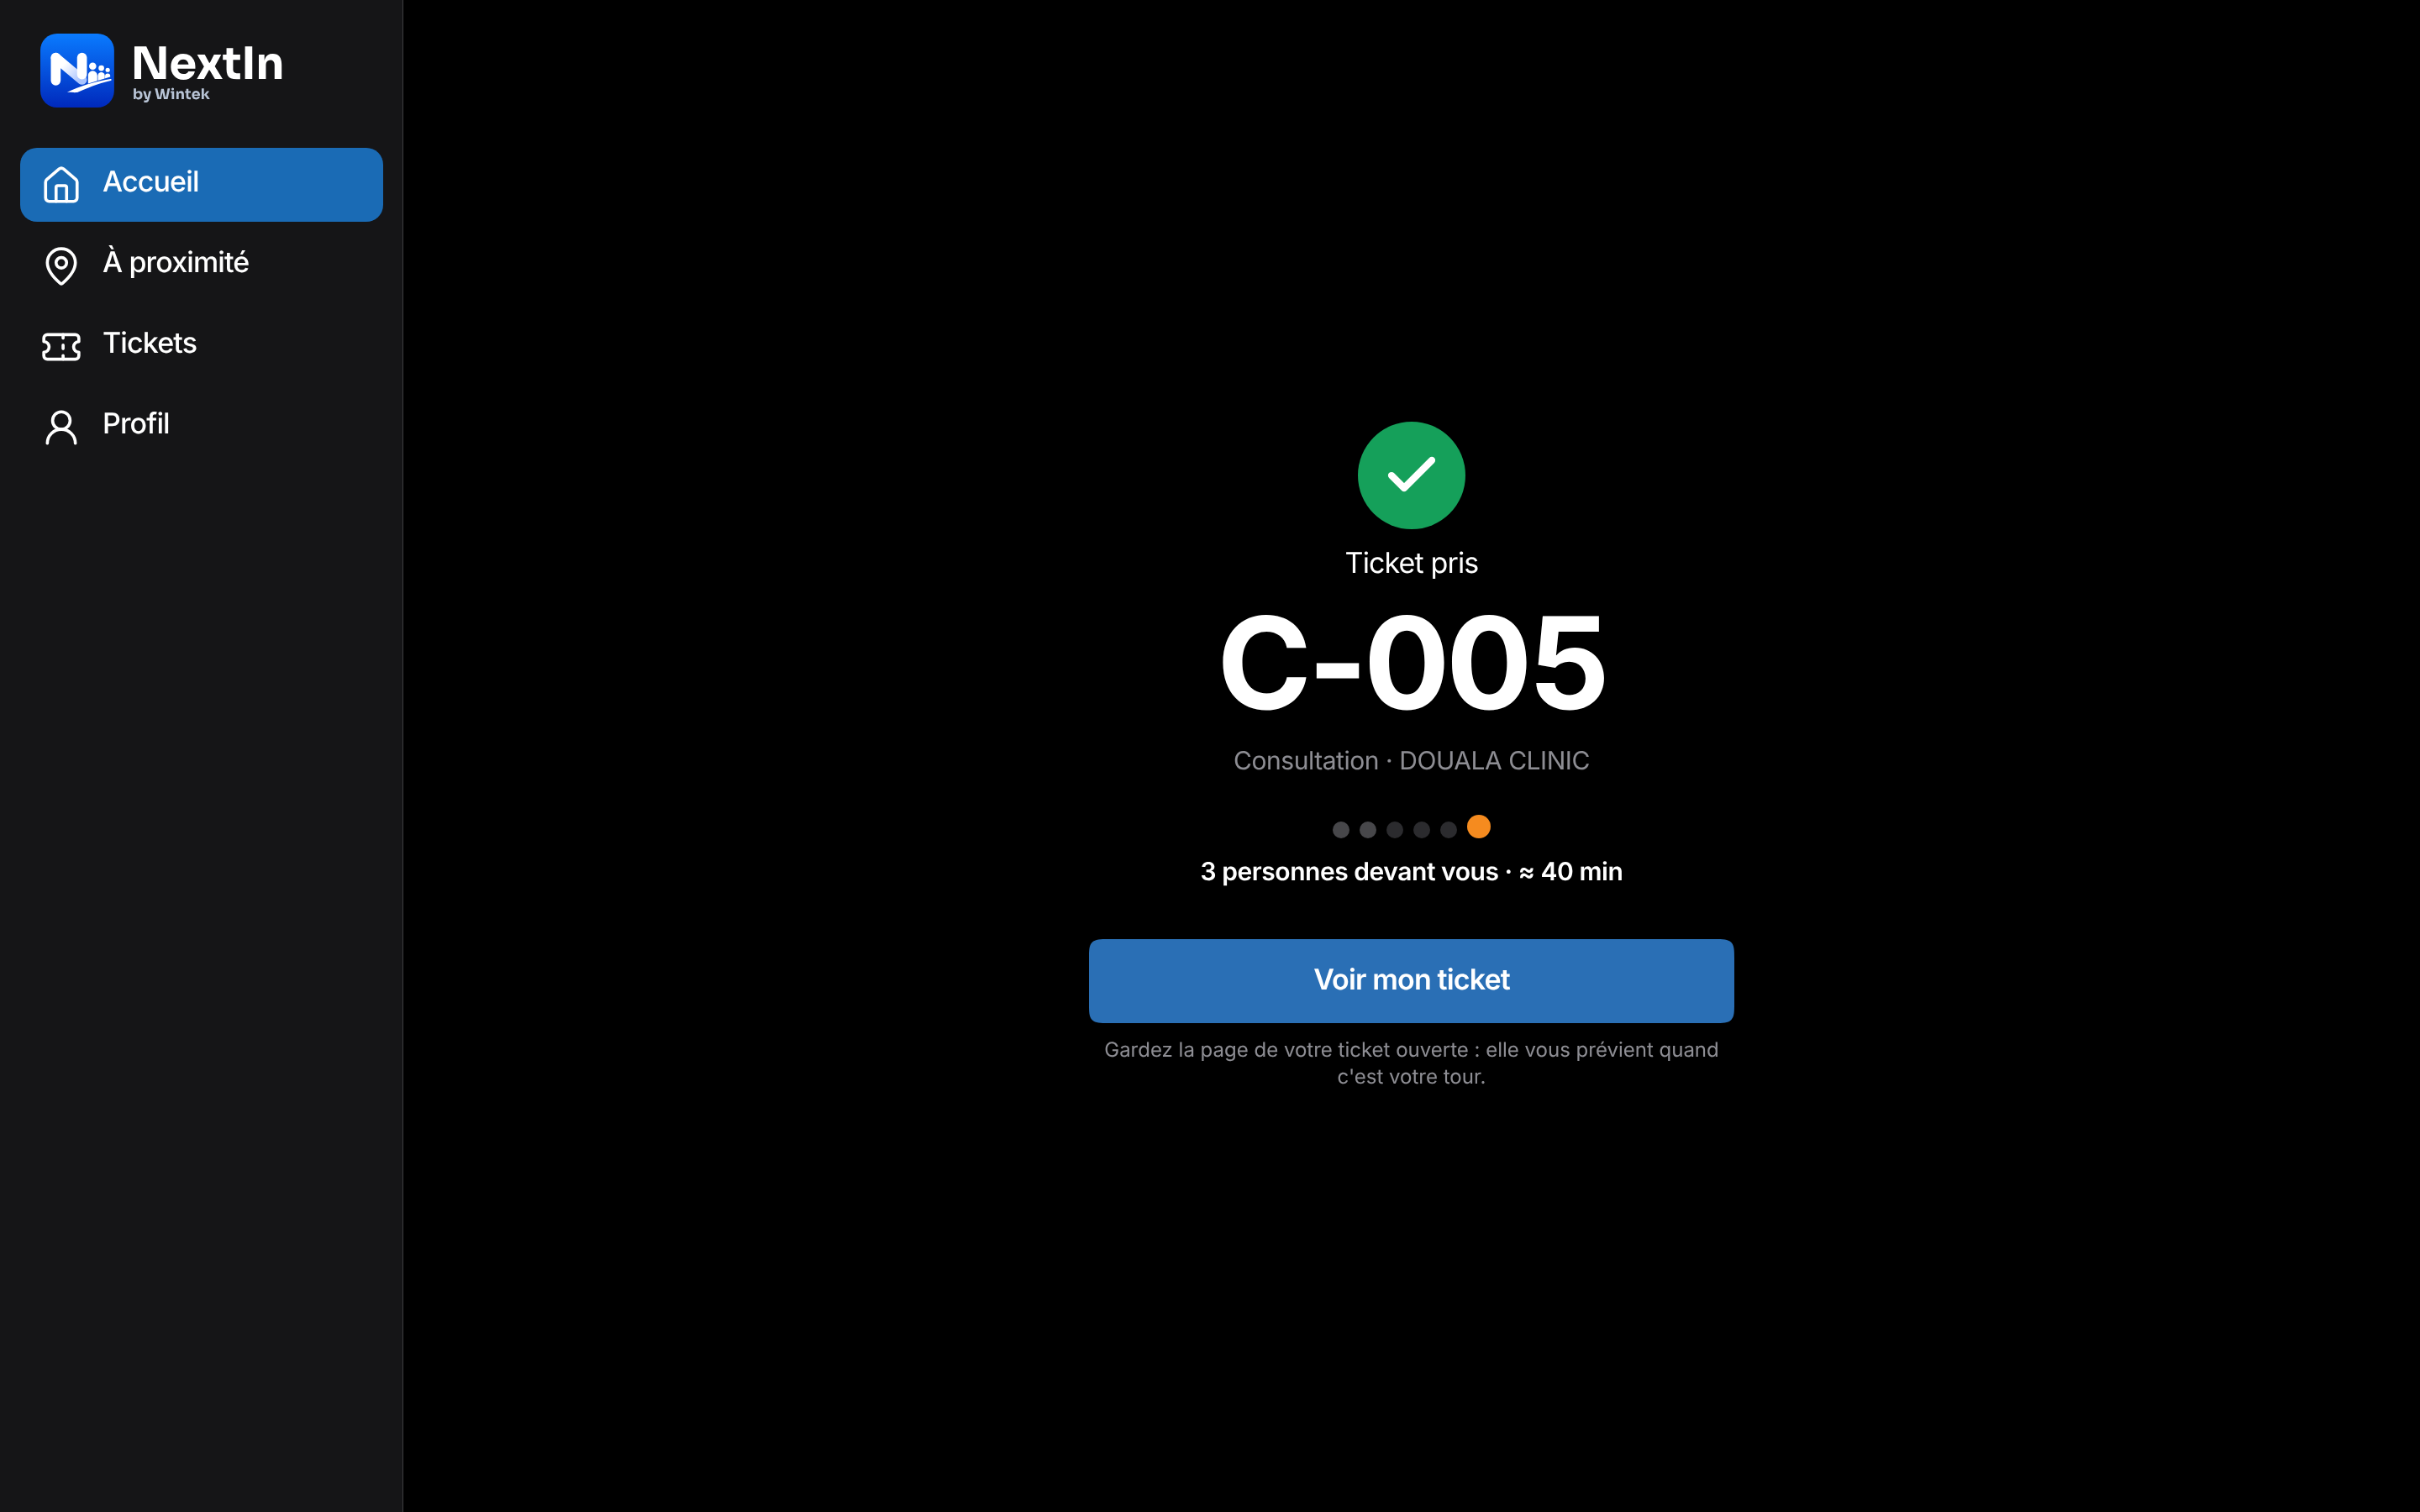 NextIn
by Wintek
Accueil
À proximité
Tickets
Profil
Ticket pris
C-005
Consultation · DOUALA CLINIC
3 personnes devant vous · ≈ 40 min
Voir mon ticket
Gardez la page de votre ticket ouverte : elle vous prévient quand
c'est votre tour.